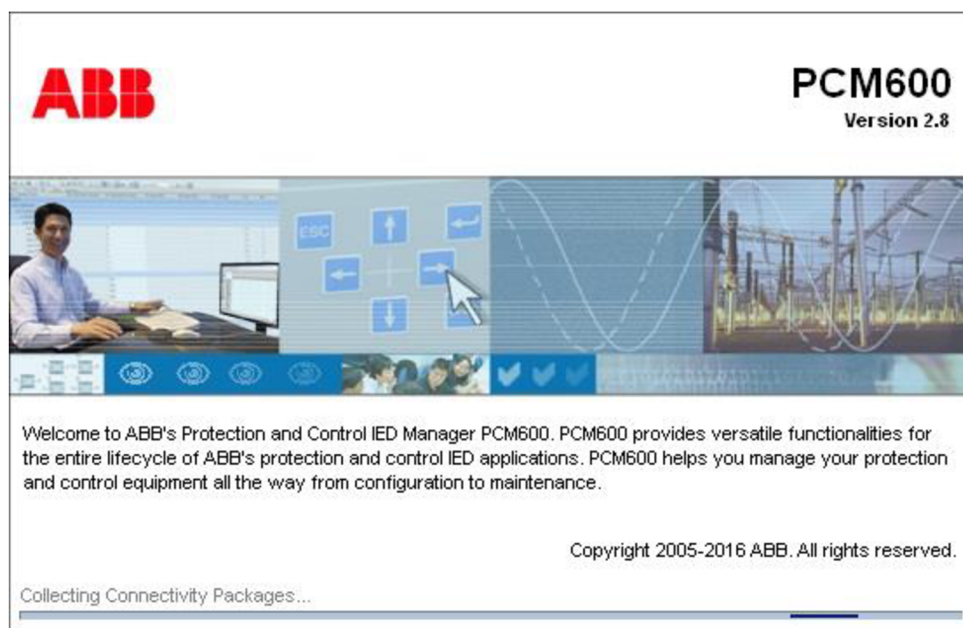 ABB
PCM600
Version 2.8
ESC
Welcome to ABB's Protection and Control IED Manager PCM600. PCM600 provides versatile functionalities for
the entire lifecycle of ABB's protection and control IED applications. PCM600 helps you manage your protection
and control equipment all the way from configuration to maintenance.
Copyright 2005-2016 ABB. All rights reserved.
Collecting Connectivity Packages...